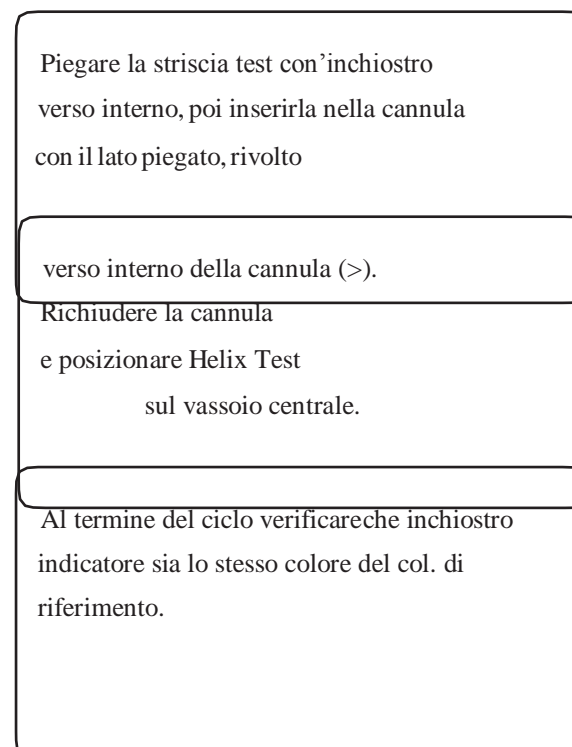 Piegare la striscia test con’inchiostro
verso interno, poi inserirla nella cannula
con il lato piegato, rivolto
verso interno della cannula (>).
Richiudere la cannula
e posizionare Helix Test
sul vassoio centrale.
Al termine del ciclo verificareche inchiostro
indicatore sia lo stesso colore del col. di
riferimento.